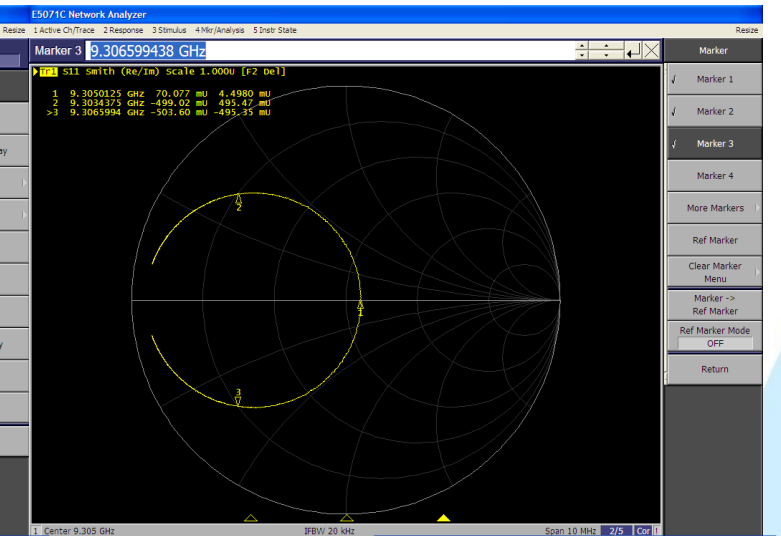 E5071C Network Analyzer
Resize 1 Active Ch/Trace 2 Response 3 Stimulus 4 Mkr/Analysis 5 Instr State Resize
Marker 3 9.306599438 GHz
Tr1 S11 Smith (Re/Im) Scale 1.000U [F2 Del]
1 9.3050125 GHz 70.077 mU 4.4980 mU
2 9.3034375 GHz -499.02 mU 495.47 mU
>3 9.3065994 GHz -503.60 mU -495.35 mU
2
1
3
1 Center 9.305 GHz IFBW 20 kHz Span 10 MHz 2/5 Cor !
Marker
√ Marker 1
√ Marker 2
√ Marker 3
Marker 4
More Markers
Ref Marker
Clear Marker
Menu
Marker ->
Ref Marker
Ref Marker Mode
OFF
Return
ay
y